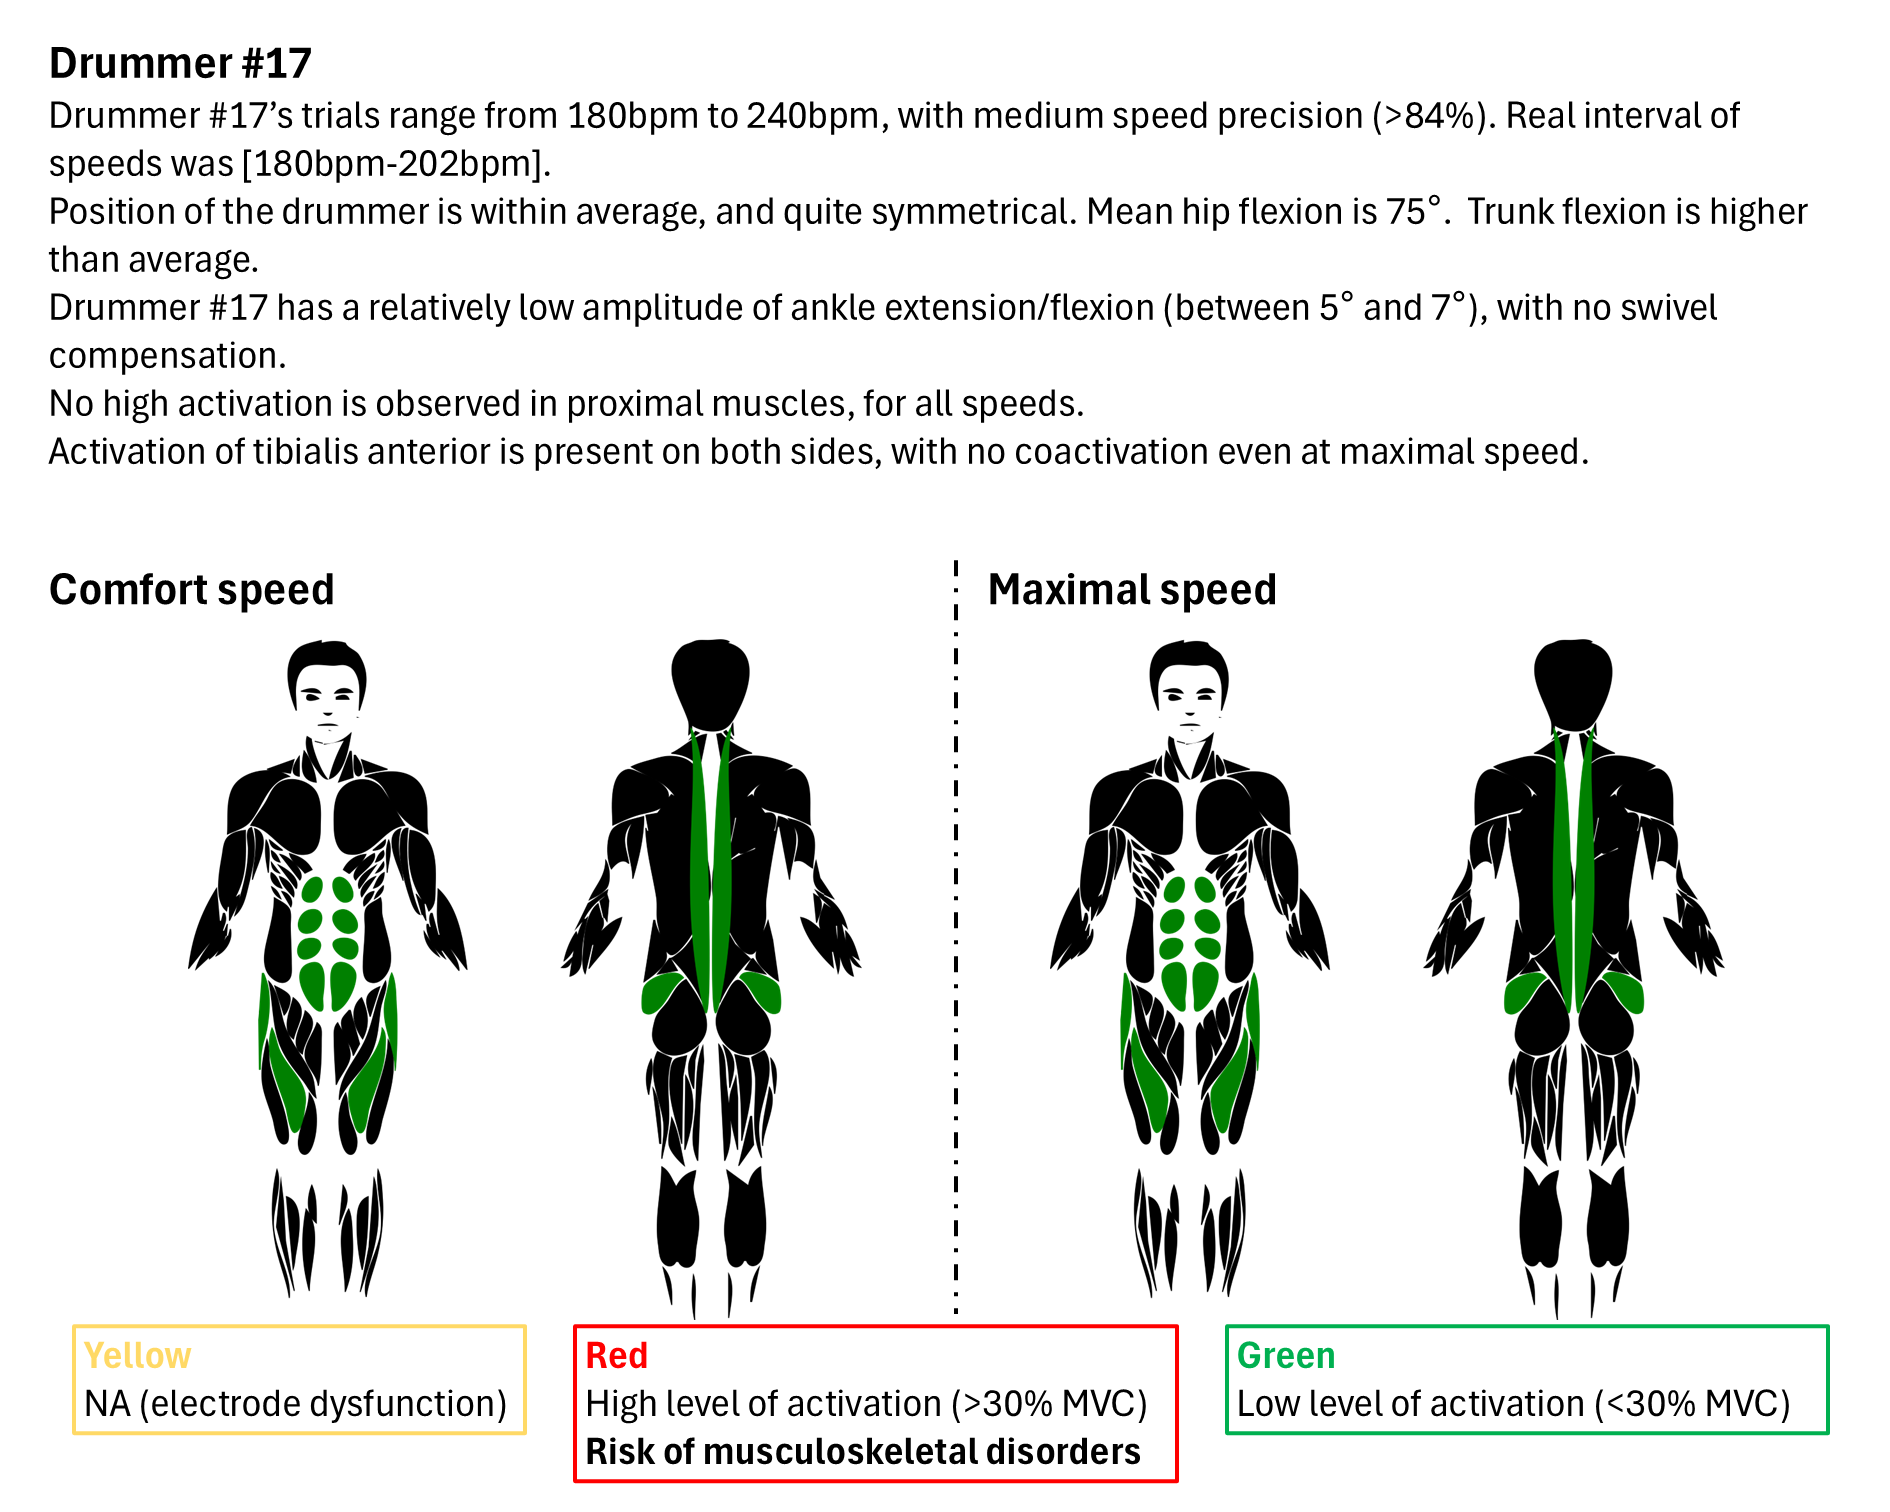 Drummer #17
Drummer #17’s trials range from 180bpm to 240bpm, with medium speed precision (>84%). Real interval of
speeds was [180bpm-202bpm].
Position of the drummer is within average, and quite symmetrical. Mean hip flexion is 75°.  Trunk flexion is higher
than average.
Drummer #17 has a relatively low amplitude of ankle extension/flexion (between 5° and 7°), with no swivel
compensation.
No high activation is observed in proximal muscles, for all speeds.
Activation of tibialis anterior is present on both sides, with no coactivation even at maximal speed.
Comfort speed
Maximal speed
Yellow
NA (electrode dysfunction)
Red
High level of activation (>30% MVC)
Risk of musculoskeletal disorders
Green
Low level of activation (<30% MVC)